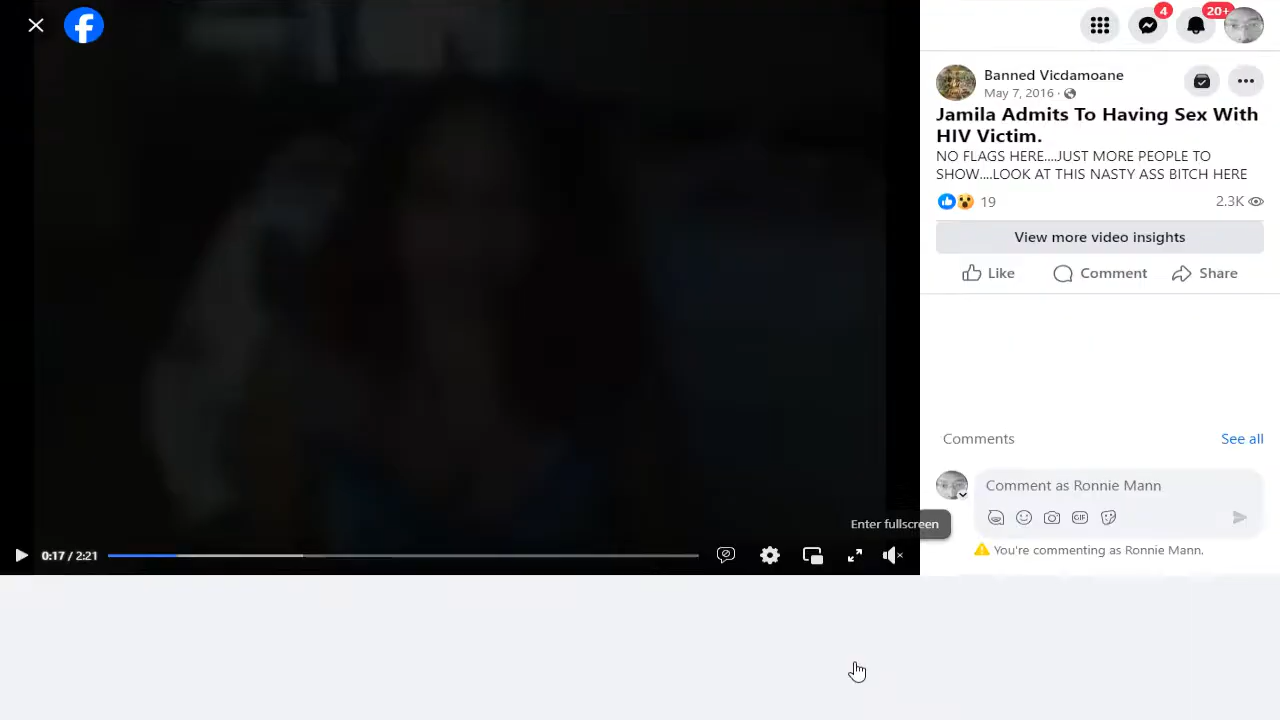 4
20+
Banned Vicdamoane
May 7, 2016 ·
Jamila Admits To Having Sex With
HIV Victim.
NO FLAGS HERE....JUST MORE PEOPLE TO
SHOW....LOOK AT THIS NASTY ASS BITCH HERE
19
2.3K
View more video insights
Like
Comment
Share
Comments
See all
Comment as Ronnie Mann
GIF
You're commenting as Ronnie Mann.
Enter fullscreen
0:17 / 2:21